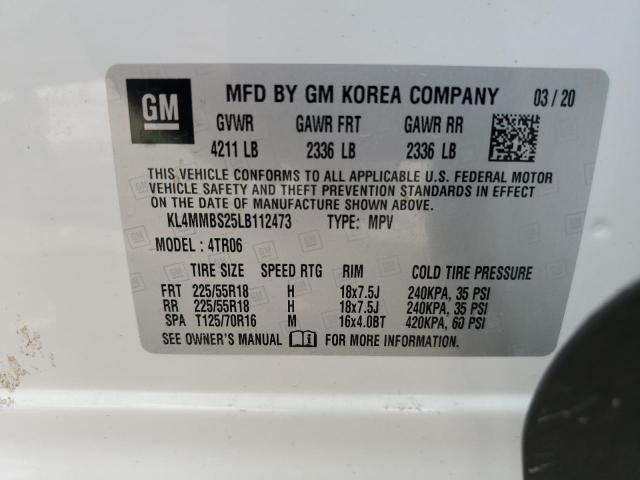 GM MFD BY GM KOREA COMPANY 03 / 20
GVWR GAWR FRT GAWR RR
4211 LB 2336 LB 2336 LB
THIS VEHICLE CONFORMS TO ALL APPLICABLE U.S. FEDERAL MOTOR
VEHICLE SAFETY AND THEFT PREVENTION STANDARDS IN EFFECT
ON THE DATE OF MANUFACTURE SHOWN ABOVE.
KL4MMBS25LB112473 TYPE: MPV
MODEL : 4TR06
TIRE SIZE SPEED RTG RIM COLD TIRE PRESSURE
FRT 225/55R18 H 18x7.5J 240KPA, 35 PSI
RR 225/55R18 H 18x7.5J 240KPA, 35 PSI
SPA T125/70R16 M 16x4.0BT 420KPA, 60 PSI
SEE OWNER'S MANUAL FOR MORE INFORMATION.